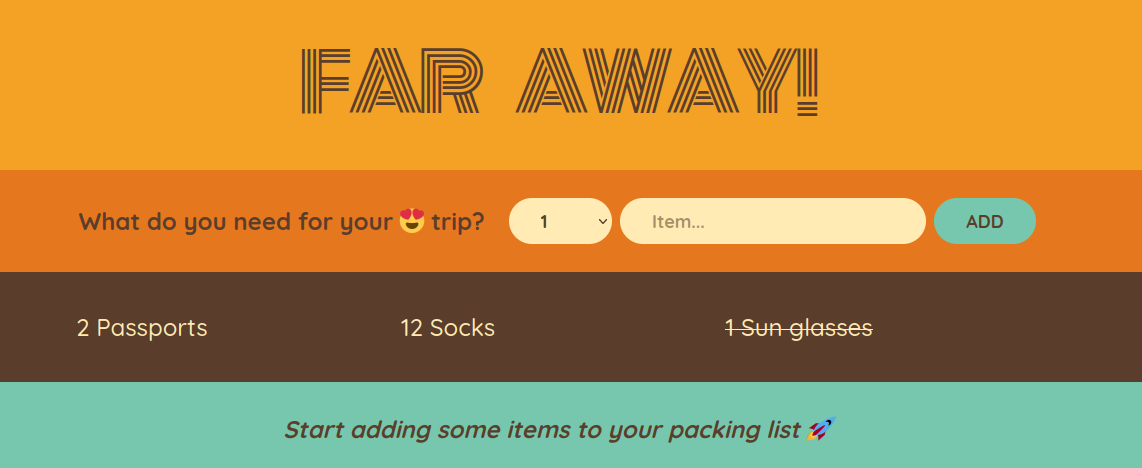 FAR AWAY!
What do you need for your 😍 trip? 1 Item... ADD
2 Passports 12 Socks 1 Sun glasses
Start adding some items to your packing list 🚀